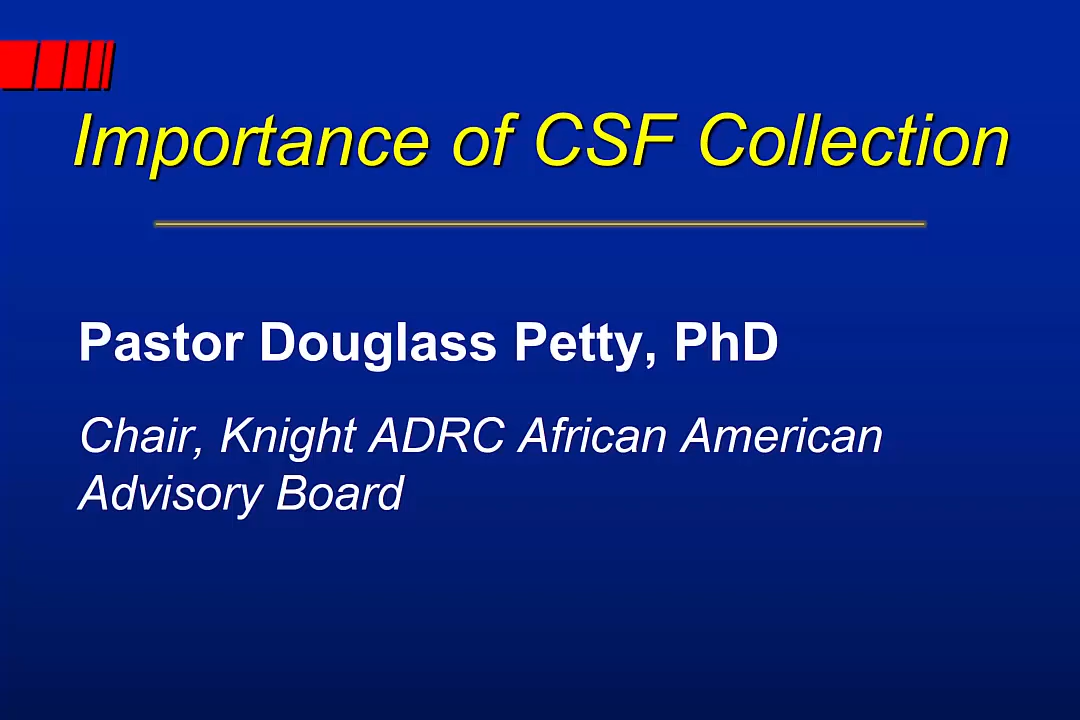 Importance of CSF Collection
Pastor Douglass Petty, PhD
Chair, Knight ADRC African American
Advisory Board